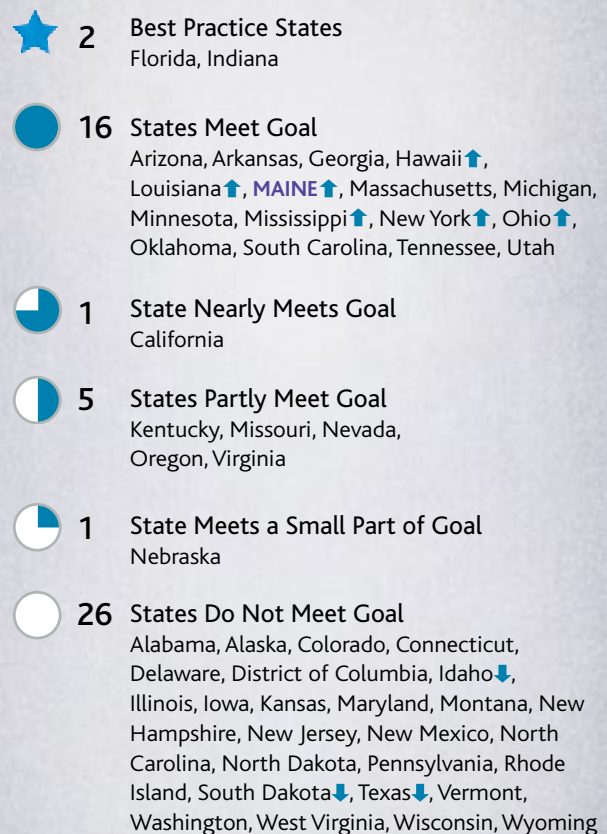 2 Best Practice States
Florida, Indiana
16 States Meet Goal
Arizona, Arkansas, Georgia, Hawaii⬆,
Louisiana⬆, MAINE⬆, Massachusetts, Michigan,
Minnesota, Mississippi⬆, New York⬆, Ohio⬆,
Oklahoma, South Carolina, Tennessee, Utah
1 State Nearly Meets Goal
California
5 States Partly Meet Goal
Kentucky, Missouri, Nevada,
Oregon, Virginia
1 State Meets a Small Part of Goal
Nebraska
26 States Do Not Meet Goal
Alabama, Alaska, Colorado, Connecticut,
Delaware, District of Columbia, Idaho⬇,
Illinois, Iowa, Kansas, Maryland, Montana, New
Hampshire, New Jersey, New Mexico, North
Carolina, North Dakota, Pennsylvania, Rhode
Island, South Dakota⬇, Texas⬇, Vermont,
Washington, West Virginia, Wisconsin, Wyoming